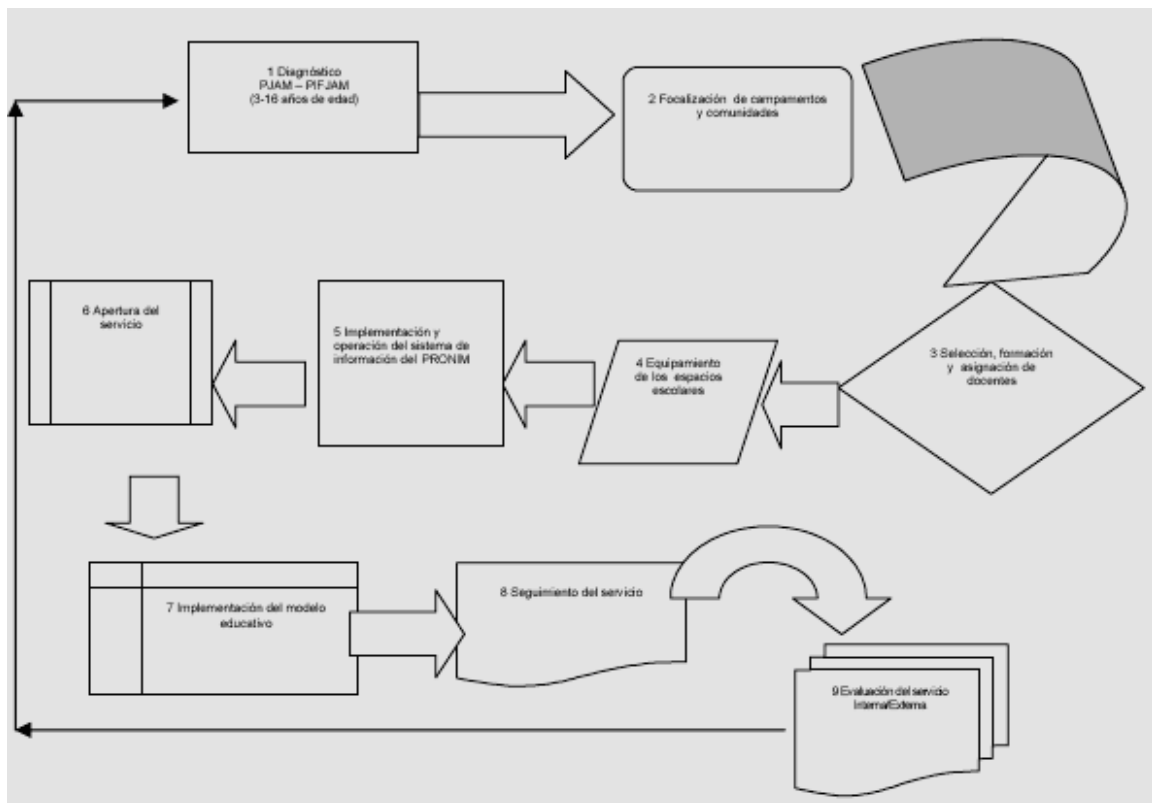 1 Diagnóstico
PJAM – PIFJAM
(3-16 años de edad)
2 Focalización de campamentos
y comunidades
3 Selección, formación
y asignación de
docentes
4 Equipamiento
de los espacios
escolares
5 Implementación y
operación del sistema de
información del PRONIM
6 Apertura del
servicio
7 Implementación del modelo
educativo
8 Seguimiento del servicio
9 Evaluación del servicio
Interna/Externa